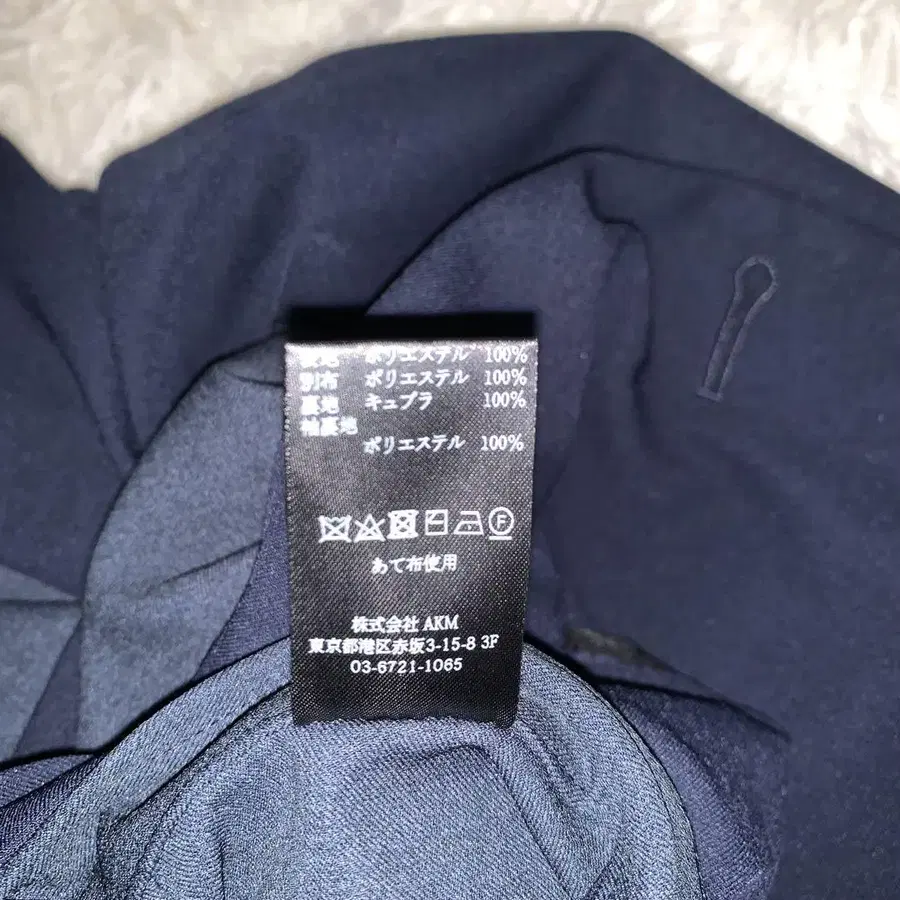 表地 ポリエステル 100%
別布 ポリエステル 100%
裏地 キュプラ 100%
袖裏地
ポリエステル 100%
F
あて布使用
株式会社 AKM
東京都港区赤坂3-15-8 3F
03-6721-1065